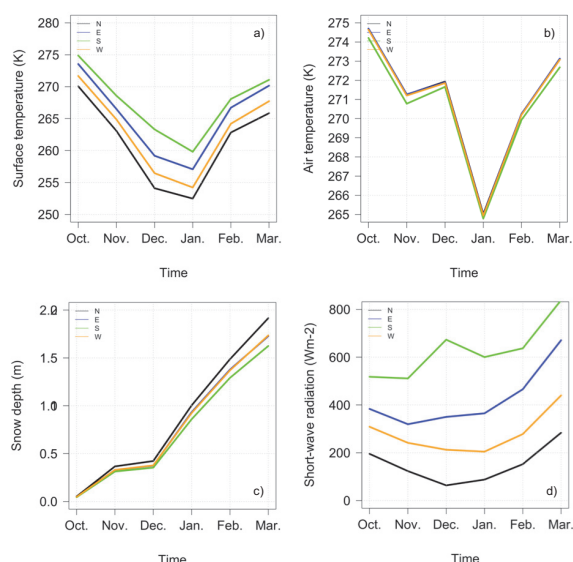 280
275
270
265
260
255
250
Surface temperature (K)
N
E
S
W
a)
Oct. Nov. Dec. Jan. Feb. Mar.
Time
275
274
273
272
271
270
269
268
267
266
265
Air temperature (K)
N
E
S
W
b)
Oct. Nov. Dec. Jan. Feb. Mar.
Time
2.0
1.5
1.0
0.5
0.0
Snow depth (m)
N
E
S
W
c)
Oct. Nov. Dec. Jan. Feb. Mar.
Time
800
600
400
200
0
Short-wave radiation (Wm-2)
N
E
S
W
d)
Oct. Nov. Dec. Jan. Feb. Mar.
Time